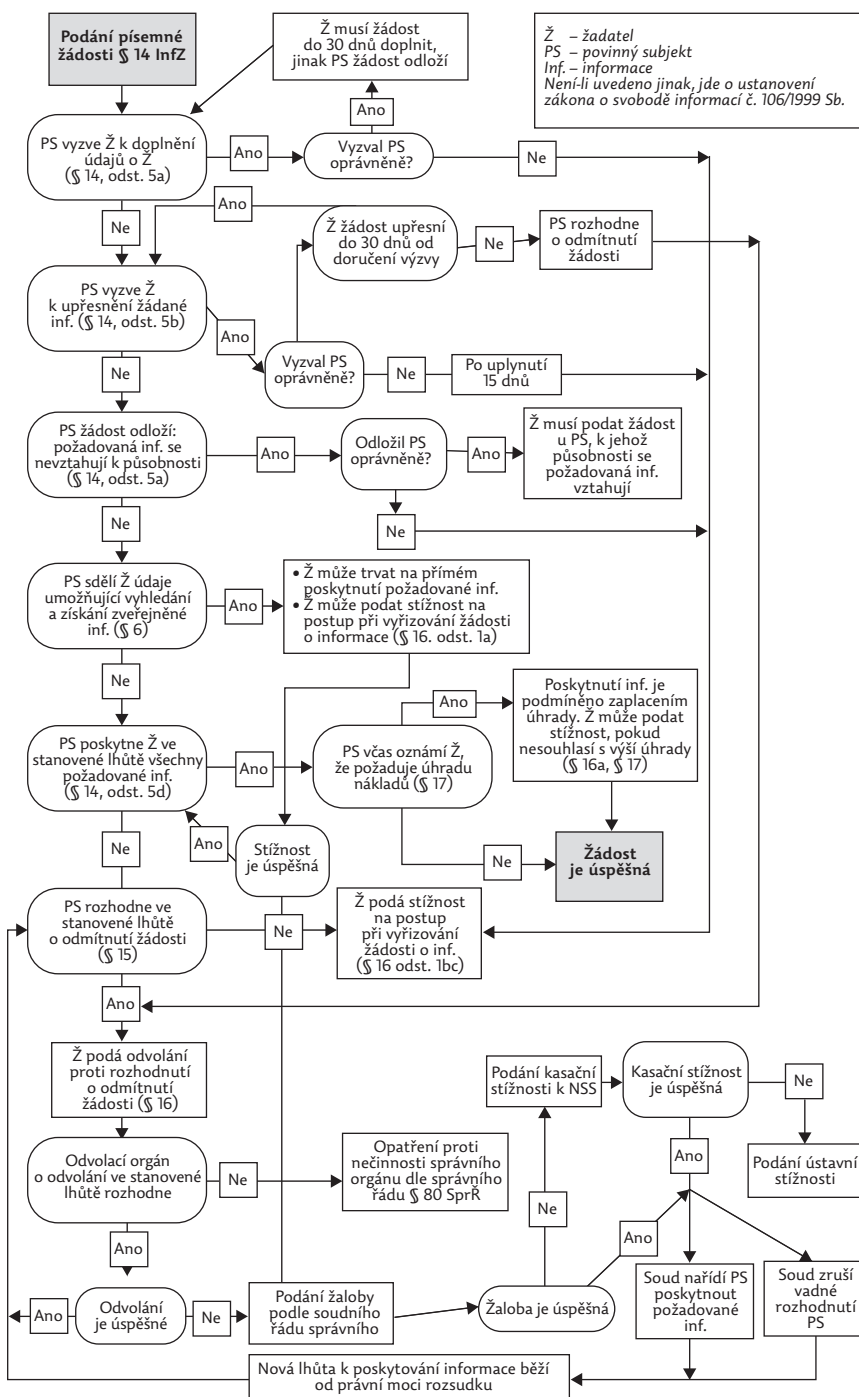 Podání písemné
žádosti § 14 InfZ
Ž musí žádost
do 30 dnů doplnit,
jinak PS žádost odloží
Ž – žadatel
PS – povinný subjekt
Inf. – informace
Není-li uvedeno jinak, jde o ustanovení
zákona o svobodě informací č. 106/1999 Sb.
Ano
PS vyzve Ž k doplnění
údajů o Ž
(§ 14, odst. 5a)
Ano
Vyzval PS
oprávněně?
Ne
Ano
Ne
Ž žádost upřesní
do 30 dnů od
doručení výzvy
Ne
PS rozhodne
o odmítnutí
žádosti
PS vyzve Ž
k upřesnění žádané
inf. (§ 14, odst. 5b)
Ano
Vyzval PS
oprávněně?
Ne
Po uplynutí
15 dnů
Ne
PS žádost odloží:
požadovaná inf. se
nevztahují k působnosti
(§ 14, odst. 5a)
Ano
Odložil PS
oprávněně?
Ano
Ž musí podat žádost
u PS, k jehož
působnosti se
požadovaná inf.
vztahují
Ne
Ne
PS sdělí Ž údaje
umožňující vyhledání
a získání zveřejněné
inf. (§ 6)
Ano
• Ž může trvat na přímém
poskytnutí požadované inf.
• Ž může podat stížnost na
postup při vyřizování žádosti
o informace (§ 16. odst. 1a)
Ne
PS poskytne Ž ve
stanovené lhůtě všechny
požadované inf.
(§ 14, odst. 5d)
Ano
PS včas oznámí Ž,
že požaduje úhradu
nákladů (§ 17)
Ano
Poskytnutí inf. je
podmíněno zaplacením
úhrady. Ž může podat
stížnost, pokud
nesouhlasí s výší úhrady
(§ 16a, § 17)
Ne
Ano
Stížnost
je úspěšná
Ne
Žádost
je úspěšná
PS rozhodne ve
stanovené lhůtě
o odmítnutí žádosti
(§ 15)
Ne
Ž podá stížnost
na postup
při vyřizování
žádosti o inf.
(§ 16 odst. 1bc)
Ano
Ž podá odvolání
proti rozhodnutí
o odmítnutí
žádosti (§ 16)
Podání kasační
stížnosti k NSS
Kasační stížnost
je úspěšná
Ne
Odvolací orgán
o odvolání ve stanovené
lhůtě rozhodne
Ne
Opatření proti
nečinnosti správního
orgánu dle správního
řádu § 80 SprŘ
Ano
Podání ústavní
stížnosti
Ano
Ne
Ano
Ano
Odvolání
je úspěšné
Ne
Podání žaloby
podle soudního
řádu správního
Žaloba je úspěšná
Soud nařídí PS
poskytnout
požadované
inf.
Soud zruší
vadné
rozhodnutí
PS
Nová lhůta k poskytování informace běží
od právní moci rozsudku